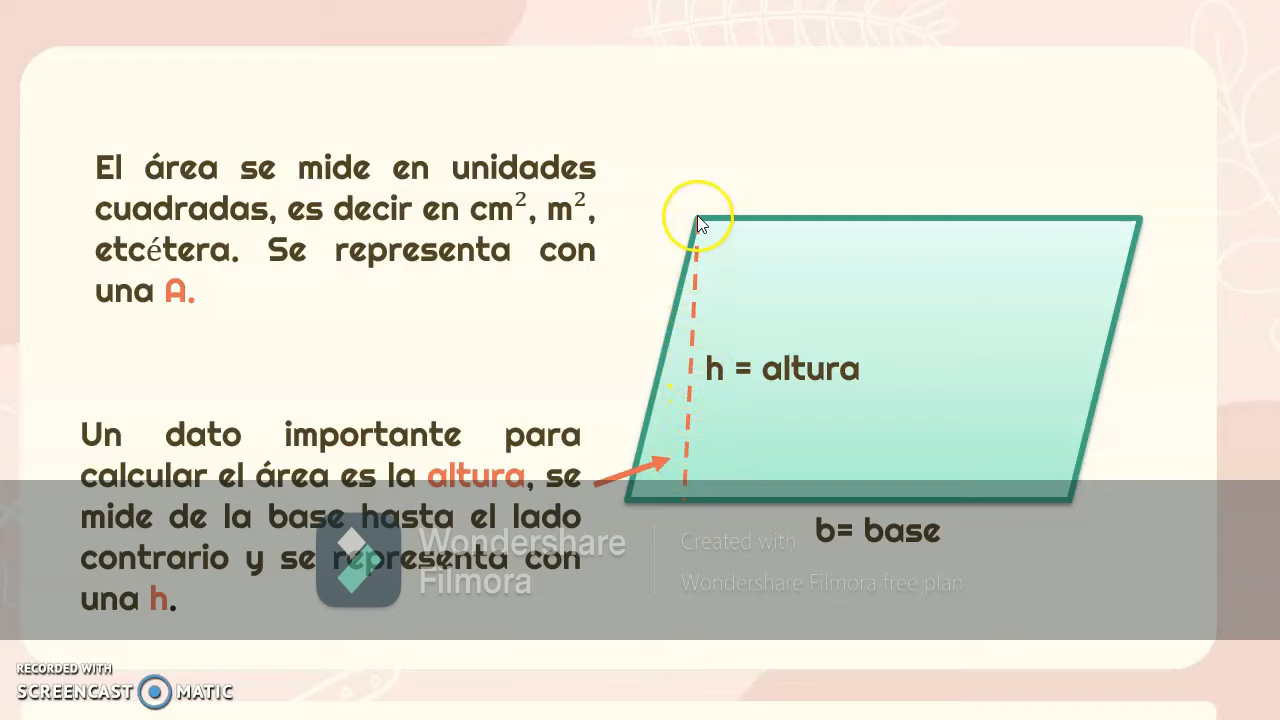 El área se mide en unidades
cuadradas, es decir en cm², m²,
etcétera. Se representa con
una A.
h = altura
Un dato importante para
calcular el área es la altura, se
mide de la base hasta el lado
contrario y se representa con
una h.
b= base
Wondershare
Filmora
Created with
Wondershare Filmora free plan
RECORDED WITH
SCREENCAST MATIC